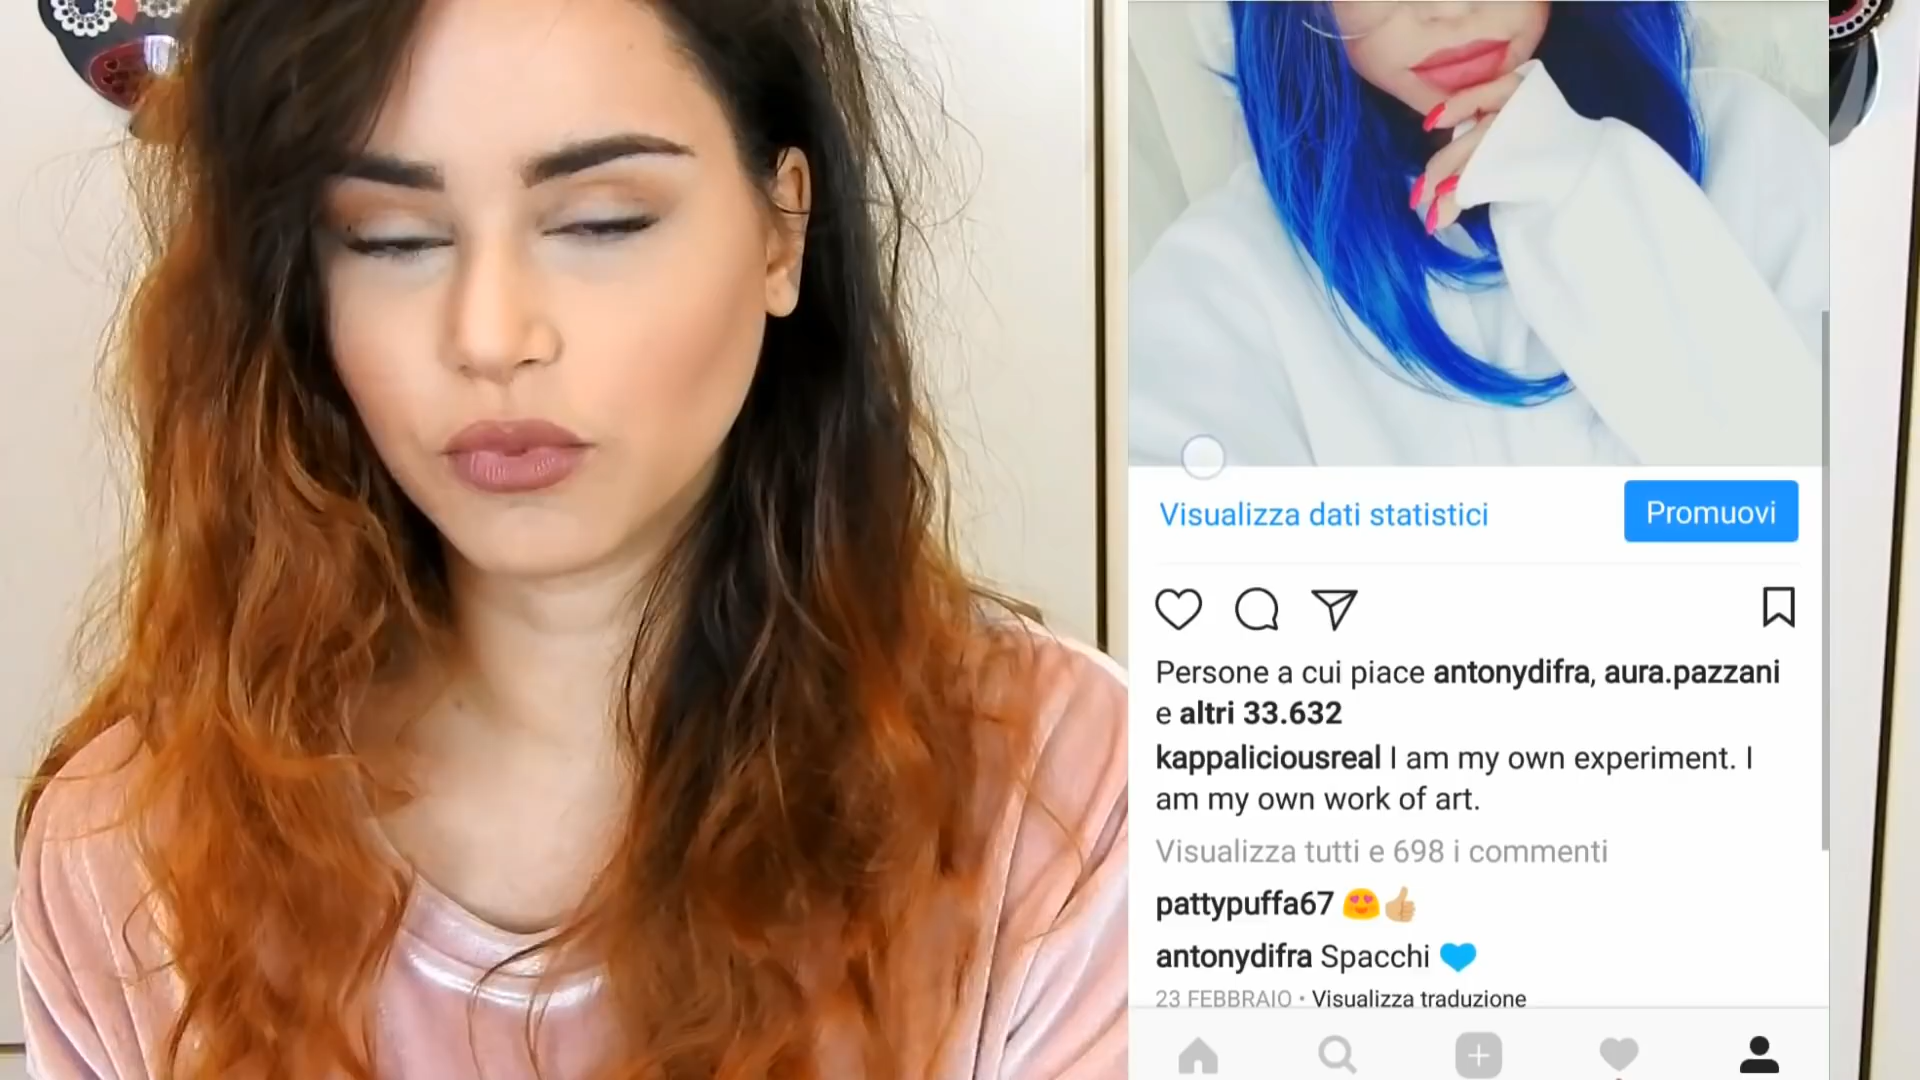 Visualizza dati statistici
Promuovi
Persone a cui piace antonydifra, aura.pazzani
e altri 33.632
kappaliciousreal I am my own experiment. I
am my own work of art.
Visualizza tutti e 698 i commenti
pattypuffa67 😍👍🏼
antonydifra Spacchi 💙
23 FEBBRAIO • Visualizza traduzione